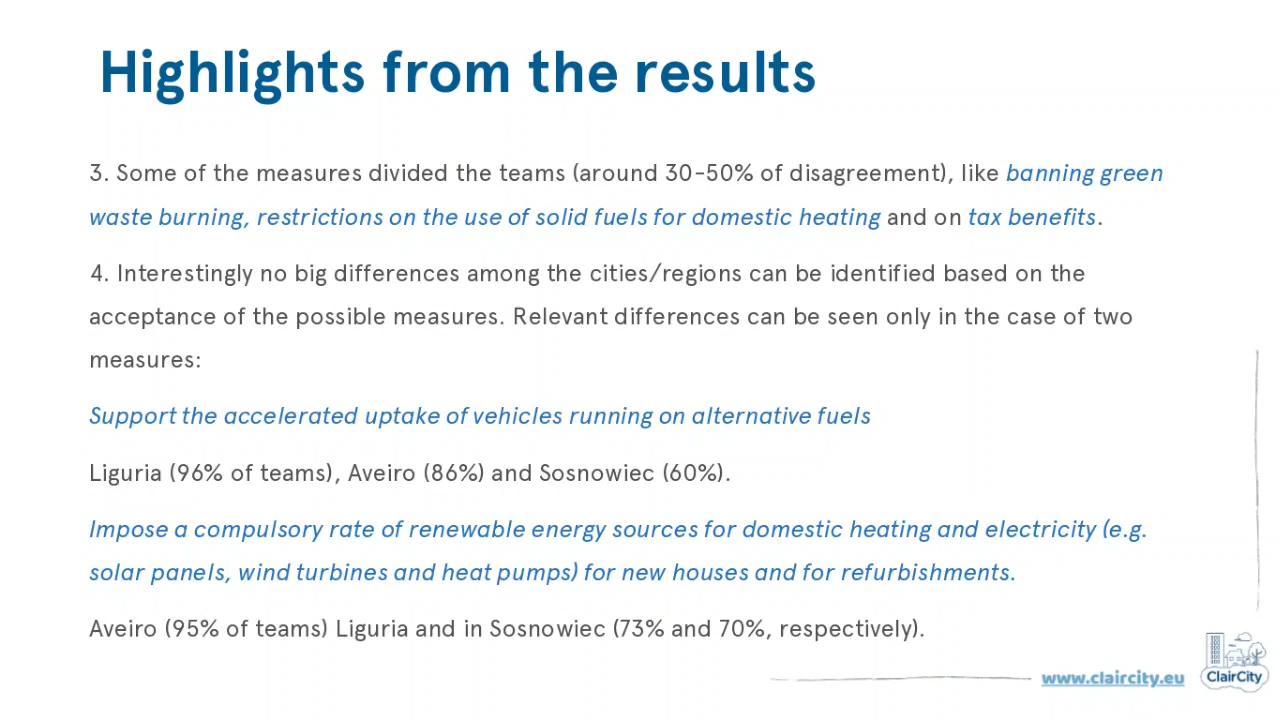 Highlights from the results
3. Some of the measures divided the teams (around 30-50% of disagreement), like banning green
waste burning, restrictions on the use of solid fuels for domestic heating and on tax benefits.
4. Interestingly no big differences among the cities/regions can be identified based on the
acceptance of the possible measures. Relevant differences can be seen only in the case of two
measures:
Support the accelerated uptake of vehicles running on alternative fuels
Liguria (96% of teams), Aveiro (86%) and Sosnowiec (60%).
Impose a compulsory rate of renewable energy sources for domestic heating and electricity (e.g.
solar panels, wind turbines and heat pumps) for new houses and for refurbishments.
Aveiro (95% of teams) Liguria and in Sosnowiec (73% and 70%, respectively).
www.claircity.eu
ClairCity